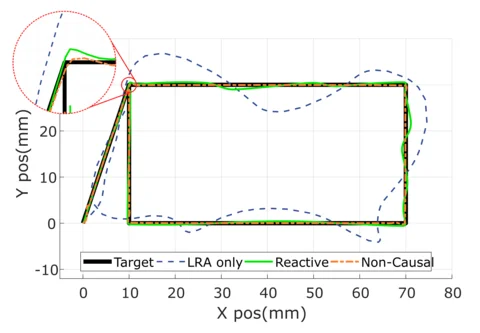 Y pos(mm)
20
10
0
-10
Target LRA only Reactive Non-Causal
0 10 20 30 40 50 60 70 80
X pos(mm)